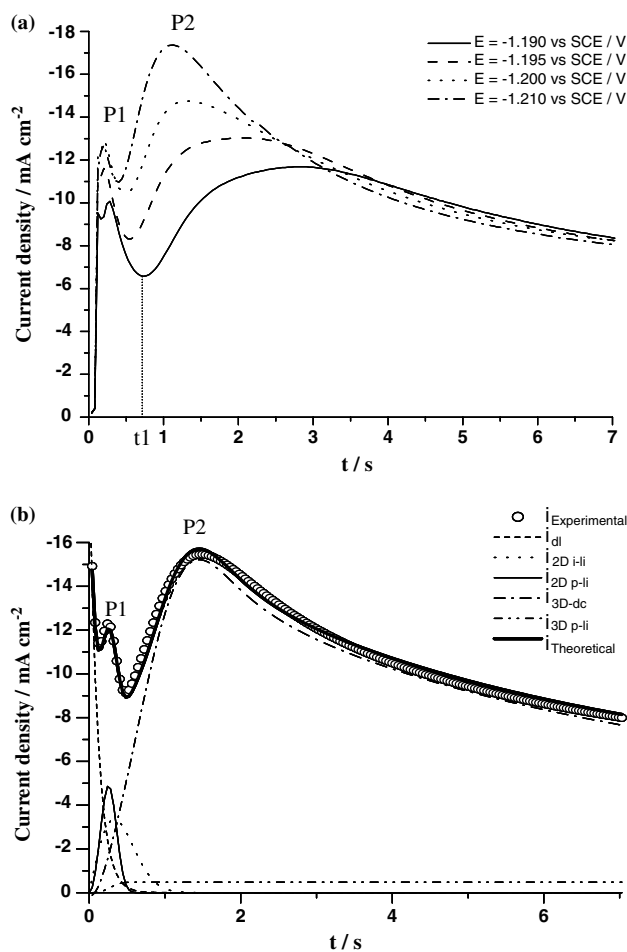 (a)
P2
P1
E = -1.190 vs SCE / V
E = -1.195 vs SCE / V
E = -1.200 vs SCE / V
E = -1.210 vs SCE / V
Current density / mA cm-2
-18
-16
-14
-12
-10
-8
-6
-4
-2
0
0 1 2 3 4 5 6 7
t1
t / s
(b)
P2
P1
iExperimental
idl
i2D i-li
i2D p-li
i3D-dc
i3D p-li
iTheoretical
Current density / mA cm-2
-16
-14
-12
-10
-8
-6
-4
-2
0
0 2 4 6
t / s